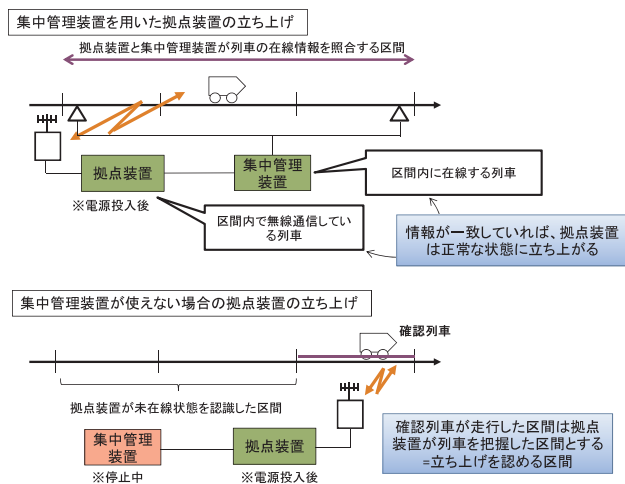 集中管理装置を用いた拠点装置の立ち上げ
拠点装置と集中管理装置が列車の在線情報を照合する区間
拠点装置
※電源投入後
集中管理
装置
区間内に在線する列車
区間内で無線通信してい
る列車
情報が一致していれば、拠点装置
は正常な状態に立ち上がる
集中管理装置が使えない場合の拠点装置の立ち上げ
確認列車
拠点装置が未在線状態を認識した区間
集中管理
装置
※停止中
拠点装置
※電源投入後
確認列車が走行した区間は拠点
装置が列車を把握した区間とする
=立ち上げを認める区間